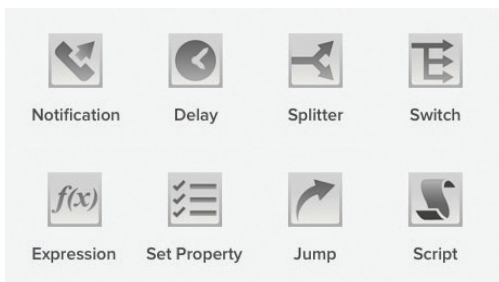 Notification Delay Splitter Switch
f(x)
Expression Set Property Jump Script